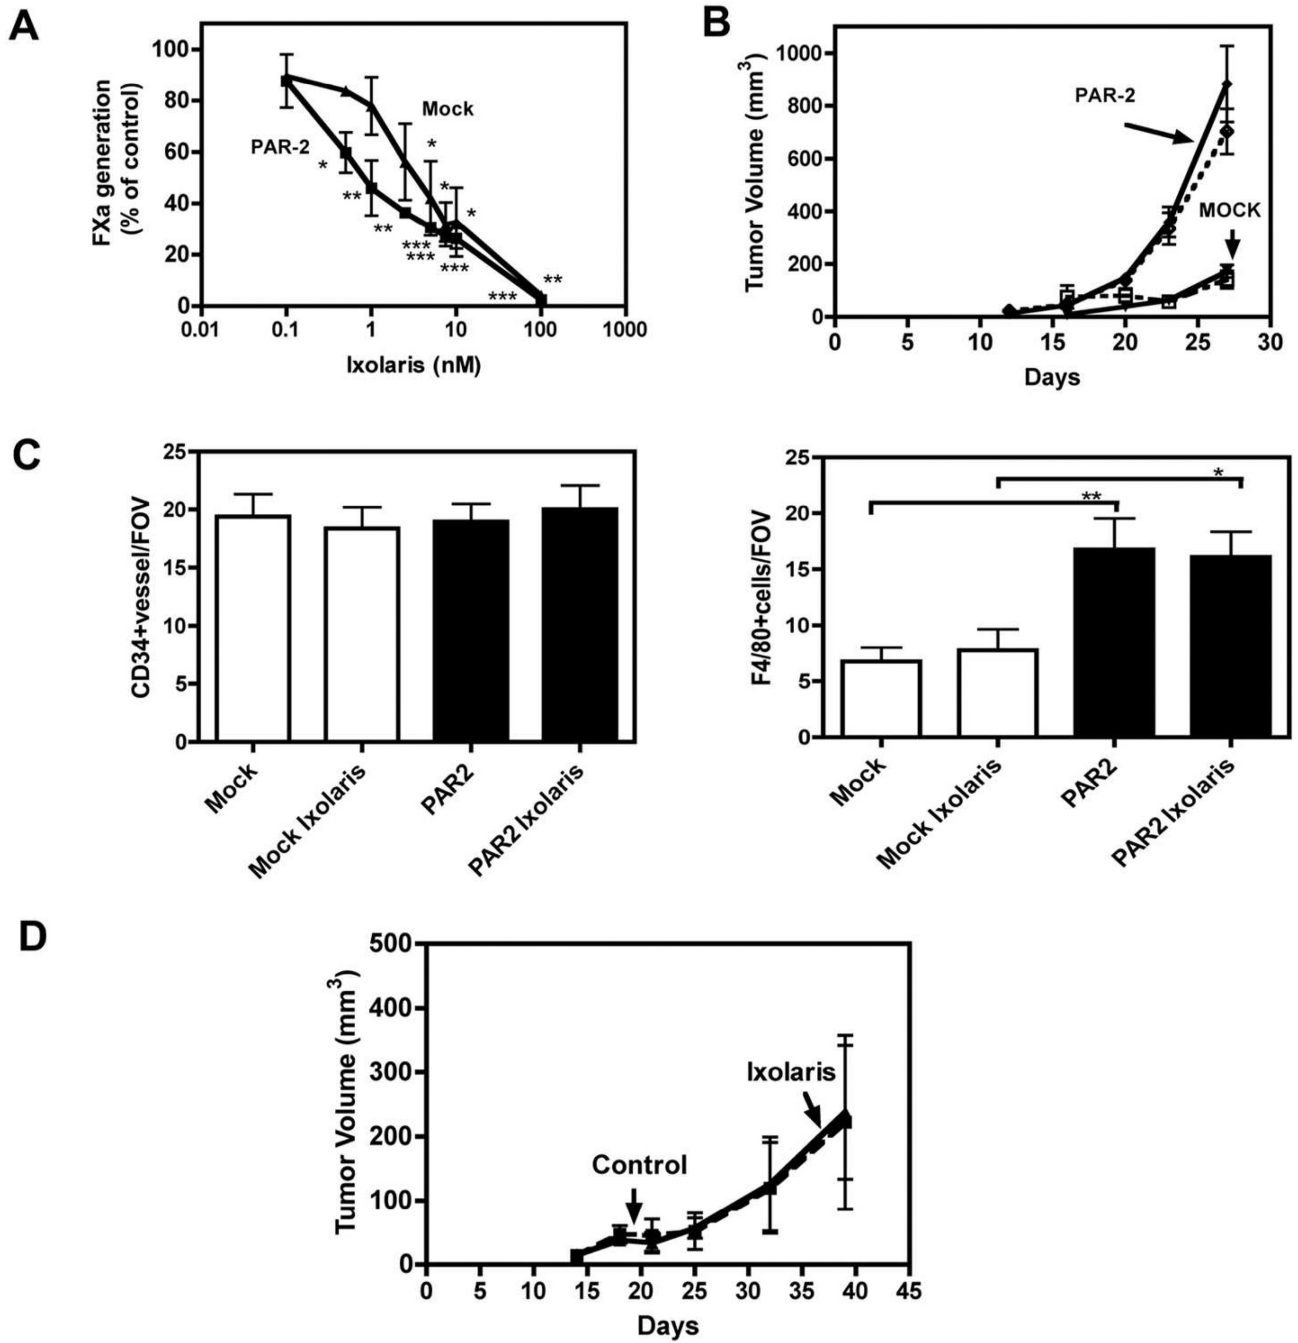 A
FXa generation
(% of control)
100
80
60
40
20
0
PAR-2
Mock
*
**
**
***
***
***
***
*
*
*
**
0.01
0.1
1
10
100
1000
Ixolaris (nM)
B
Tumor Volume (mm3)
1000
800
600
400
200
0
PAR-2
MOCK
0
5
10
15
20
25
30
Days
C
CD34+vessel/FOV
25
20
15
10
5
0
Mock
Mock Ixolaris
PAR2
PAR2 Ixolaris
F4/80+cells/FOV
25
20
15
10
5
0
*
**
Mock
Mock Ixolaris
PAR2
PAR2 Ixolaris
D
Tumor Volume (mm3)
500
400
300
200
100
0
Ixolaris
Control
0
5
10
15
20
25
30
35
40
45
Days